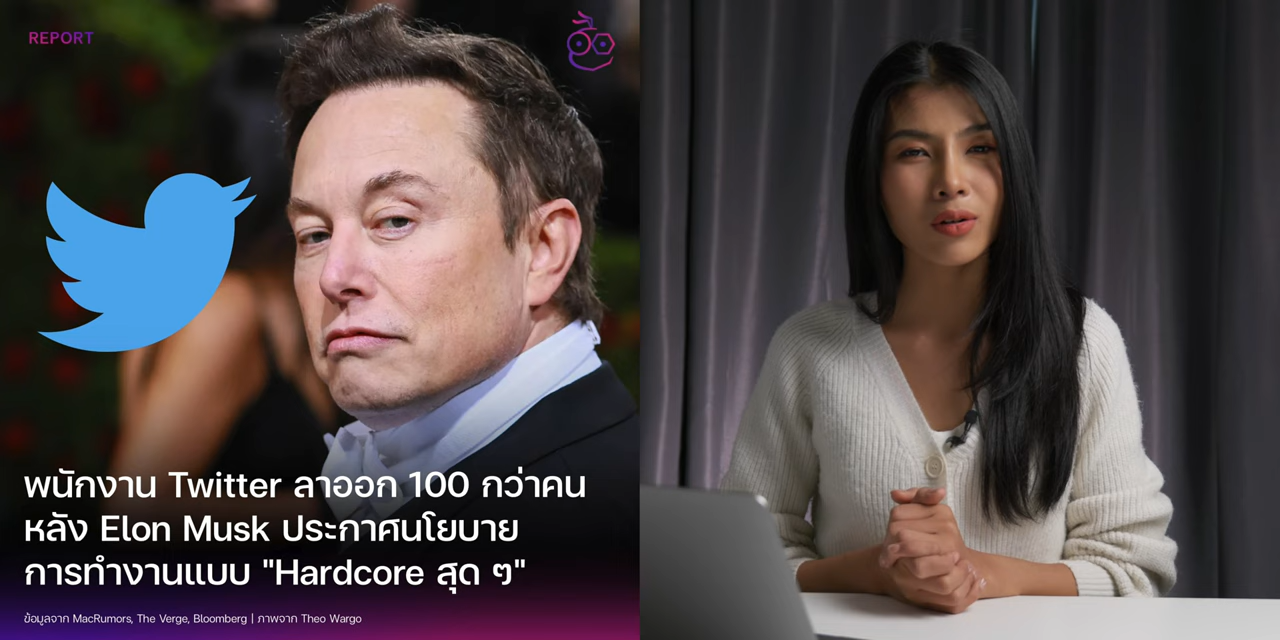 REPORT
พนักงาน Twitter ลาออก 100 กว่าคน
หลัง Elon Musk ประกาศนโยบาย
การทำงานแบบ "Hardcore สุด ๆ"
ข้อมูลจาก MacRumors, The Verge, Bloomberg | ภาพจาก Theo Wargo